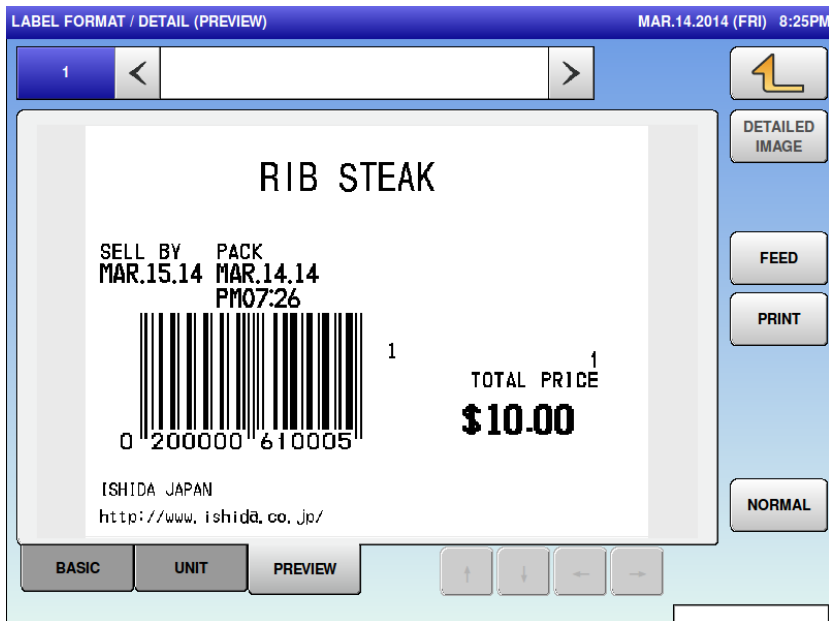 LABEL FORMAT / DETAIL (PREVIEW) MAR.14.2014 (FRI) 8:25PM
1
DETAILED
IMAGE
RIB STEAK
SELL BY PACK
MAR.15.14 MAR.14.14
PM07:26
FEED
PRINT
1
1
TOTAL PRICE
$10.00
0 200000 610005
ISHIDA JAPAN
http://www.ishida.co.jp/
NORMAL
BASIC UNIT PREVIEW